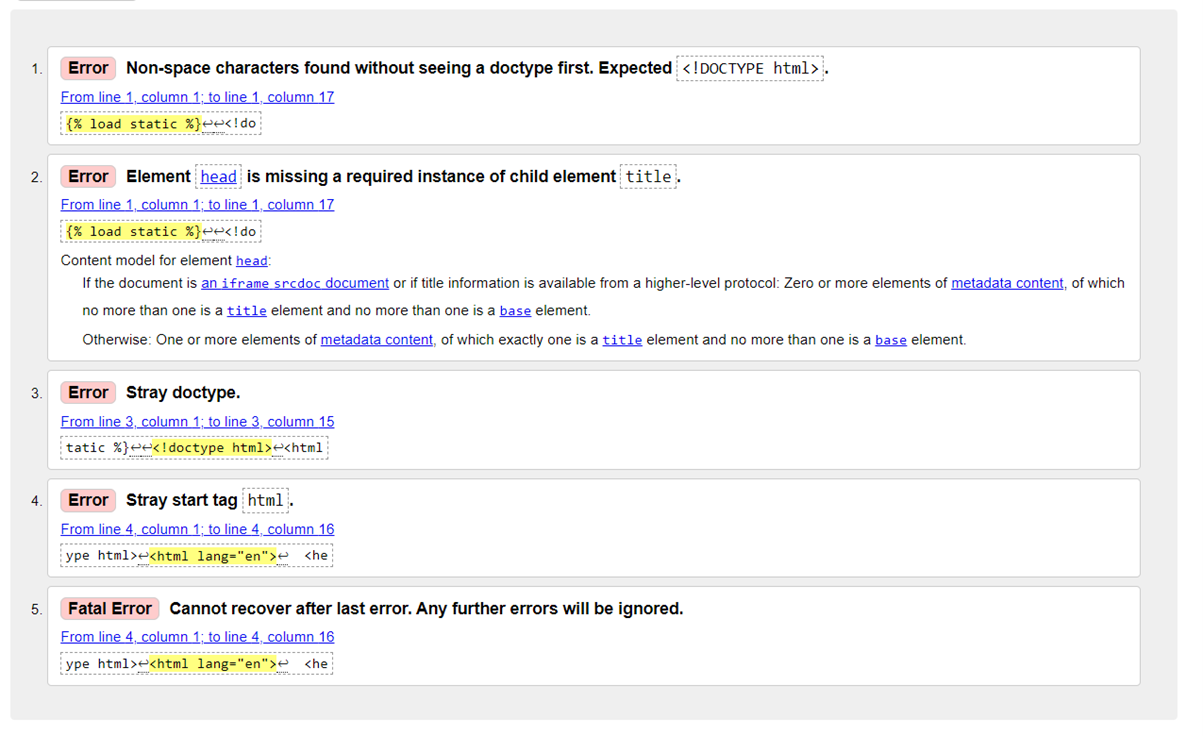 1. Error Non-space characters found without seeing a doctype first. Expected <!DOCTYPE html>.
From line 1, column 1; to line 1, column 17
{% load static %}↩↩<!do
2. Error Element head is missing a required instance of child element title.
From line 1, column 1; to line 1, column 17
{% load static %}↩↩<!do
Content model for element head:
If the document is an iframe srcdoc document or if title information is available from a higher-level protocol: Zero or more elements of metadata content, of which
no more than one is a title element and no more than one is a base element.
Otherwise: One or more elements of metadata content, of which exactly one is a title element and no more than one is a base element.
3. Error Stray doctype.
From line 3, column 1; to line 3, column 15
tatic %}↩↩<!doctype html>↩<html
4. Error Stray start tag html.
From line 4, column 1; to line 4, column 16
ype html>↩<html lang="en">↩  <he
5. Fatal Error Cannot recover after last error. Any further errors will be ignored.
From line 4, column 1; to line 4, column 16
ype html>↩<html lang="en">↩  <he